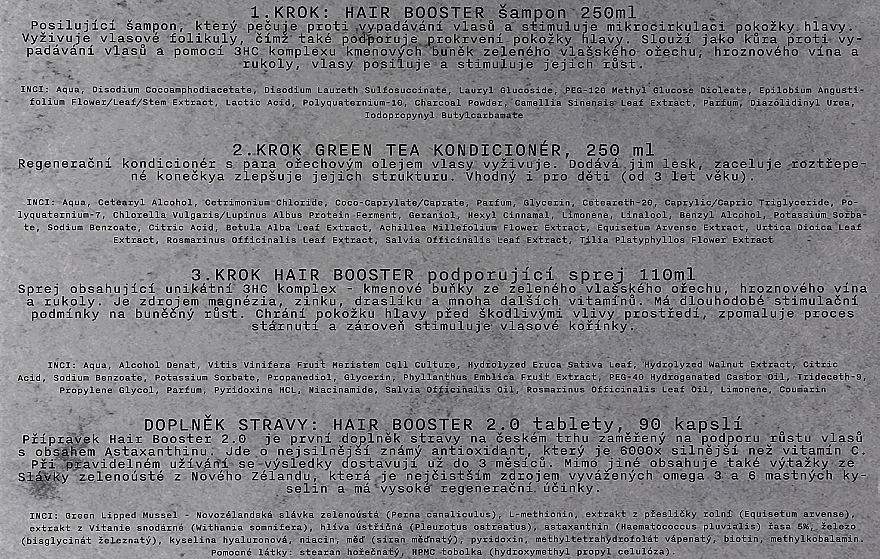 1.KROK: HAIR BOOSTER šampon 250ml
Posilující šampon, který pečuje proti vypadávání vlasů a stimuluje mikrocirkulaci pokožky hlavy.
Vyživuje vlasové folikuly, čímž také podporuje prokrvení pokožky hlavy. Slouží jako kůra proti vy-
padávání vlasů a pomocí 3HC komplexu kmenových buněk zeleného vlašského ořechu, hroznového vína a
rukoly, vlasy posiluje a stimuluje jejich růst.
INCI: Aqua, Disodium Cocoamphodiacetate, Disodium Laureth Sulfosuccinate, Lauryl Glucoside, PEG-120 Methyl Glucose Dioleate, Epilobium Angusti-
folium Flower/Leaf/Stem Extract, Lactic Acid, Polyquaternium-10, Charcoal Powder, Camellia Sinensis Leaf Extract, Parfum, Diazolidinyl Urea,
Iodopropynyl Butylcarbamate
2.KROK GREEN TEA KONDICIONÉR, 250 ml
Regenerační kondicionér s para ořechovým olejem vlasy vyživuje. Dodává jim lesk, zaceluje roztřepe-
né konečkya zlepšuje jejich strukturu. Vhodný i pro děti (od 3 let věku).
INCI: Aqua, Cetearyl Alcohol, Cetrimonium Chloride, Coco-Caprylate/Caprate, Parfum, Glycerin, Ceteareth-20, Caprylic/Capric Triglyceride, Po-
lyquaternium-7, Chlorella Vulgaris/Lupinus Albus Protein Ferment, Geraniol, Hexyl Cinnamal, Limonene, Linalool, Benzyl Alcohol, Potassium Sorba-
te, Sodium Benzoate, Citric Acid, Betula Alba Leaf Extract, Achillea Millefolium Flower Extract, Equisetum Arvense Extract, Urtica Dioica Leaf
Extract, Rosmarinus Officinalis Leaf Extract, Salvia Officinalis Leaf Extract, Tilia Platyphyllos Flower Extract
3.KROK HAIR BOOSTER podporující sprej 110ml
Sprej obsahující unikátní 3HC komplex - kmenové buňky ze zeleného vlašského ořechu, hroznového vína
a rukoly. Je zdrojem magnézia, zinku, draslíku a mnoha dalších vitamínů. Má dlouhodobé stimulační
podmínky na buněčný růst. Chrání pokožku hlavy před škodlivými vlivy prostředí, zpomaluje proces
stárnutí a zároveň stimuluje vlasové kořínky.
INCI: Aqua, Alcohol Denat, Vitis Vinifera Fruit Meristem Cell Culture, Hydrolyzed Eruca Sativa Leaf, Hydrolyzed Walnut Extract, Citric
Acid, Sodium Benzoate, Potassium Sorbate, Propanediol, Glycerin, Phyllanthus Emblica Fruit Extract, PEG-40 Hydrogenated Castor Oil, Trideceth-9,
Propylene Glycol, Parfum, Pyridoxine HCL, Niacinamide, Salvia Officinalis Oil, Rosmarinus Officinalis Leaf Oil, Limonene, Coumarin
DOPLNĚK STRAVY: HAIR BOOSTER 2.0 tablety, 90 kapslí
Přípravek Hair Booster 2.0 je první doplněk stravy na českém trhu zaměřený na podporu růstu vlasů
s obsahem Astaxanthinu. Jde o nejsilnější známý antioxidant, který je 6000x silnější než vitamín C.
Při pravidelném užívání se výsledky dostavují už do 3 měsíců. Mimo jiné obsahuje také výtažky ze
Slávky zelenoústé z Nového Zélandu, která je nejčistším zdrojem vyvážených omega 3 a 6 mastných ky-
selin a má vysoké regenerační účinky.
INCI: Green Lipped Mussel - Novozélandská slávka zelenoústá (Perna canaliculus), L-methionin, extrakt z přesličky rolní (Equisetum arvense),
extrakt z Vitanie snodárné (Withania somnifera), hlíva ústřičná (Pleurotus ostreatus), astaxanthin (Haematococcus pluvialis) řasa 5%, železo
(bisglycinát železnatý), kyselina hyaluronová, niacin, měď (síran měďnatý), pyridoxin, methyltetrahydrofolát vápenatý, biotin, methylkobalamin.
Pomocné látky: stearan hořečnatý, HPMC tobolka (hydroxymethyl propyl celulóza).